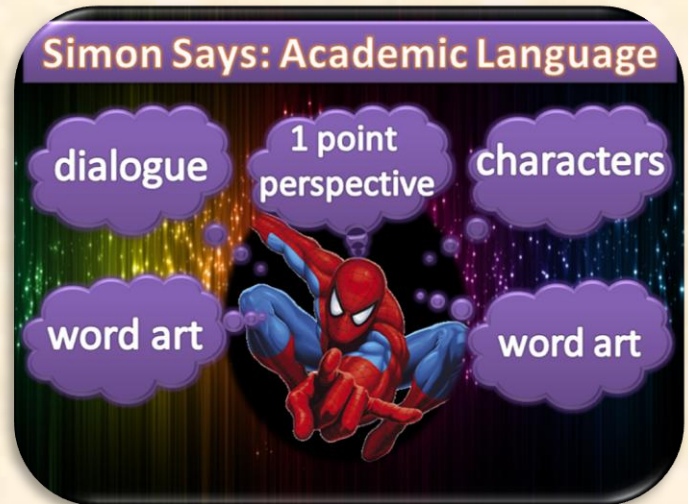 Simon Says: Academic Language
dialogue
1 point
perspective
characters
word art
word art